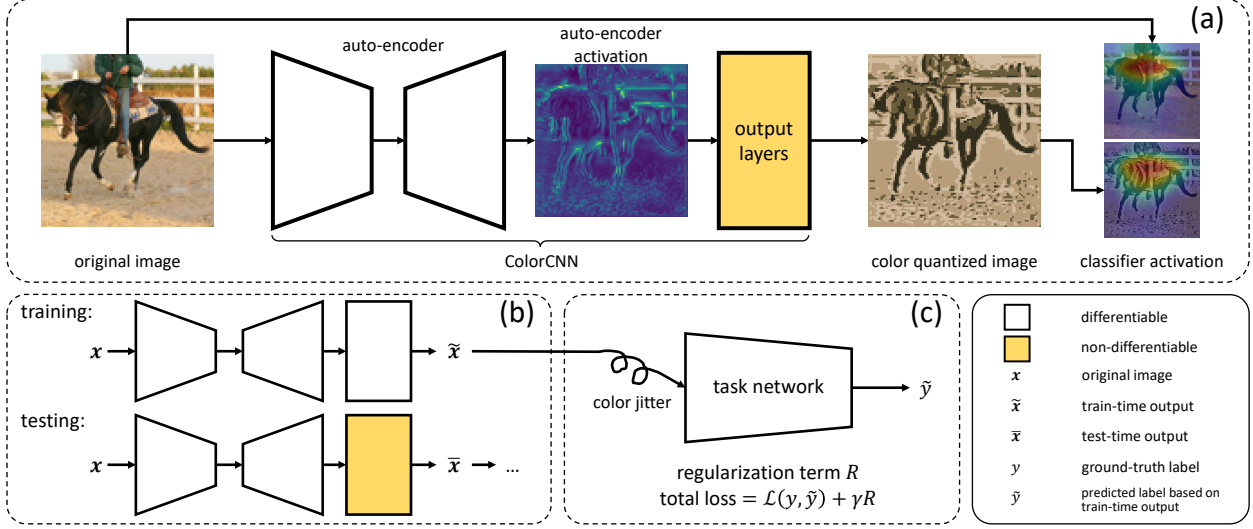 (a)
auto-encoder
auto-encoder
activation
output
layers
original image
ColorCNN
color quantized image
classifier activation
training:
(b)
x
x̃
testing:
x
x̅
...
(c)
color jitter
task network
ỹ
regularization term R
total loss = ℒ(y, ỹ) + γR
differentiable
non-differentiable
x
original image
x̃
train-time output
x̅
test-time output
y
ground-truth label
ỹ
predicted label based on
train-time output